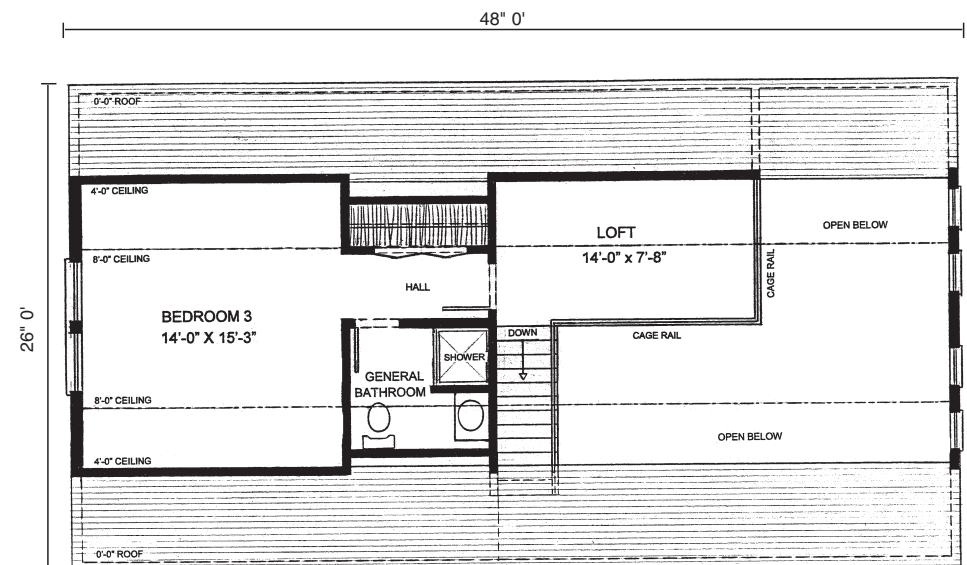 48" 0'
0'-0" ROOF
4'-0" CEILING
OPEN BELOW
LOFT
14'-0" x 7'-8"
8'-0" CEILING
CAGE RAIL
HALL
26" 0'
BEDROOM 3
14'-0" X 15'-3"
DOWN
CAGE RAIL
SHOWER
GENERAL
BATHROOM
8'-0" CEILING
OPEN BELOW
4'-0" CEILING
0'-0" ROOF